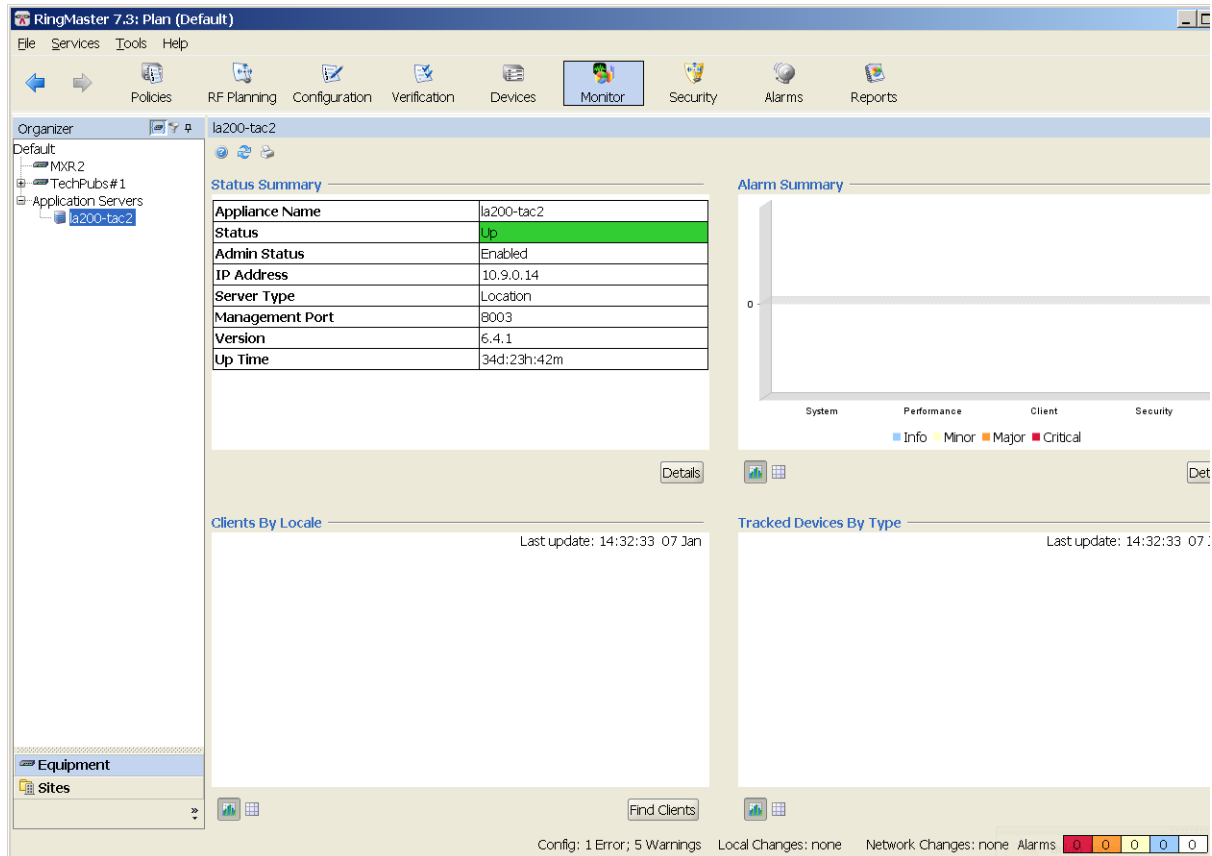 RingMaster 7.3: Plan (Default)
File Services Tools Help
Policies RF Planning Configuration Verification Devices Monitor Security Alarms Reports
Organizer
la200-tac2
Default
MXR2
TechPubs#1
Application Servers
la200-tac2
Status Summary
Appliance Name la200-tac2
Status Up
Admin Status Enabled
IP Address 10.9.0.14
Server Type Location
Management Port 8003
Version 6.4.1
Up Time 34d:23h:42m
Details
Alarm Summary
0
System Performance Client Security
Info Minor Major Critical
Det
Clients By Locale
Last update: 14:32:33 07 Jan
Find Clients
Tracked Devices By Type
Last update: 14:32:33 07 J
Equipment
Sites
Config: 1 Error; 5 Warnings Local Changes: none Network Changes: none Alarms 0 0 0 0 0